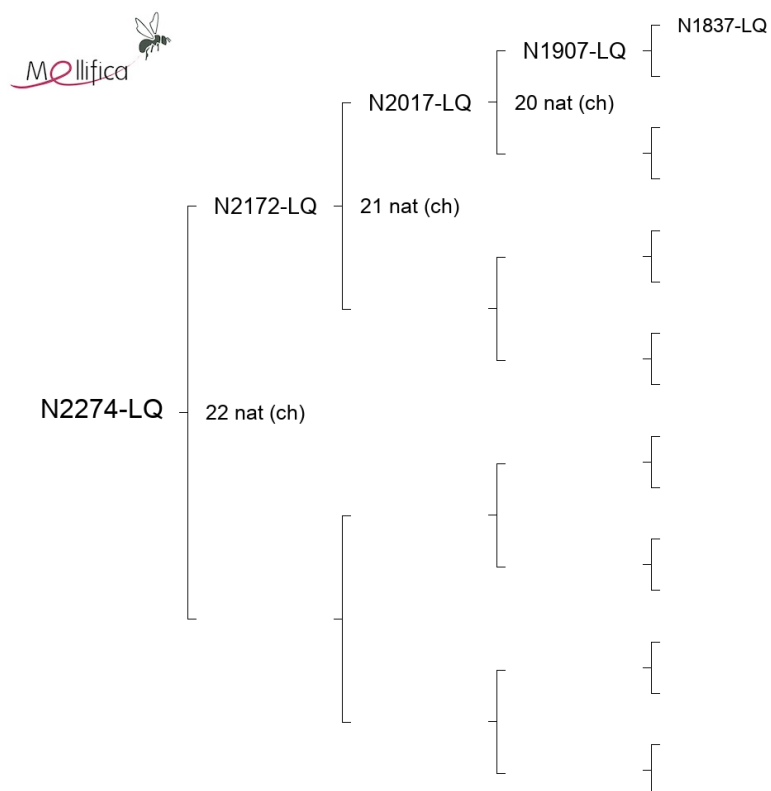 Mellifica
N1837-LQ
N1907-LQ
N2017-LQ
20 nat (ch)
N2172-LQ
21 nat (ch)
N2274-LQ
22 nat (ch)